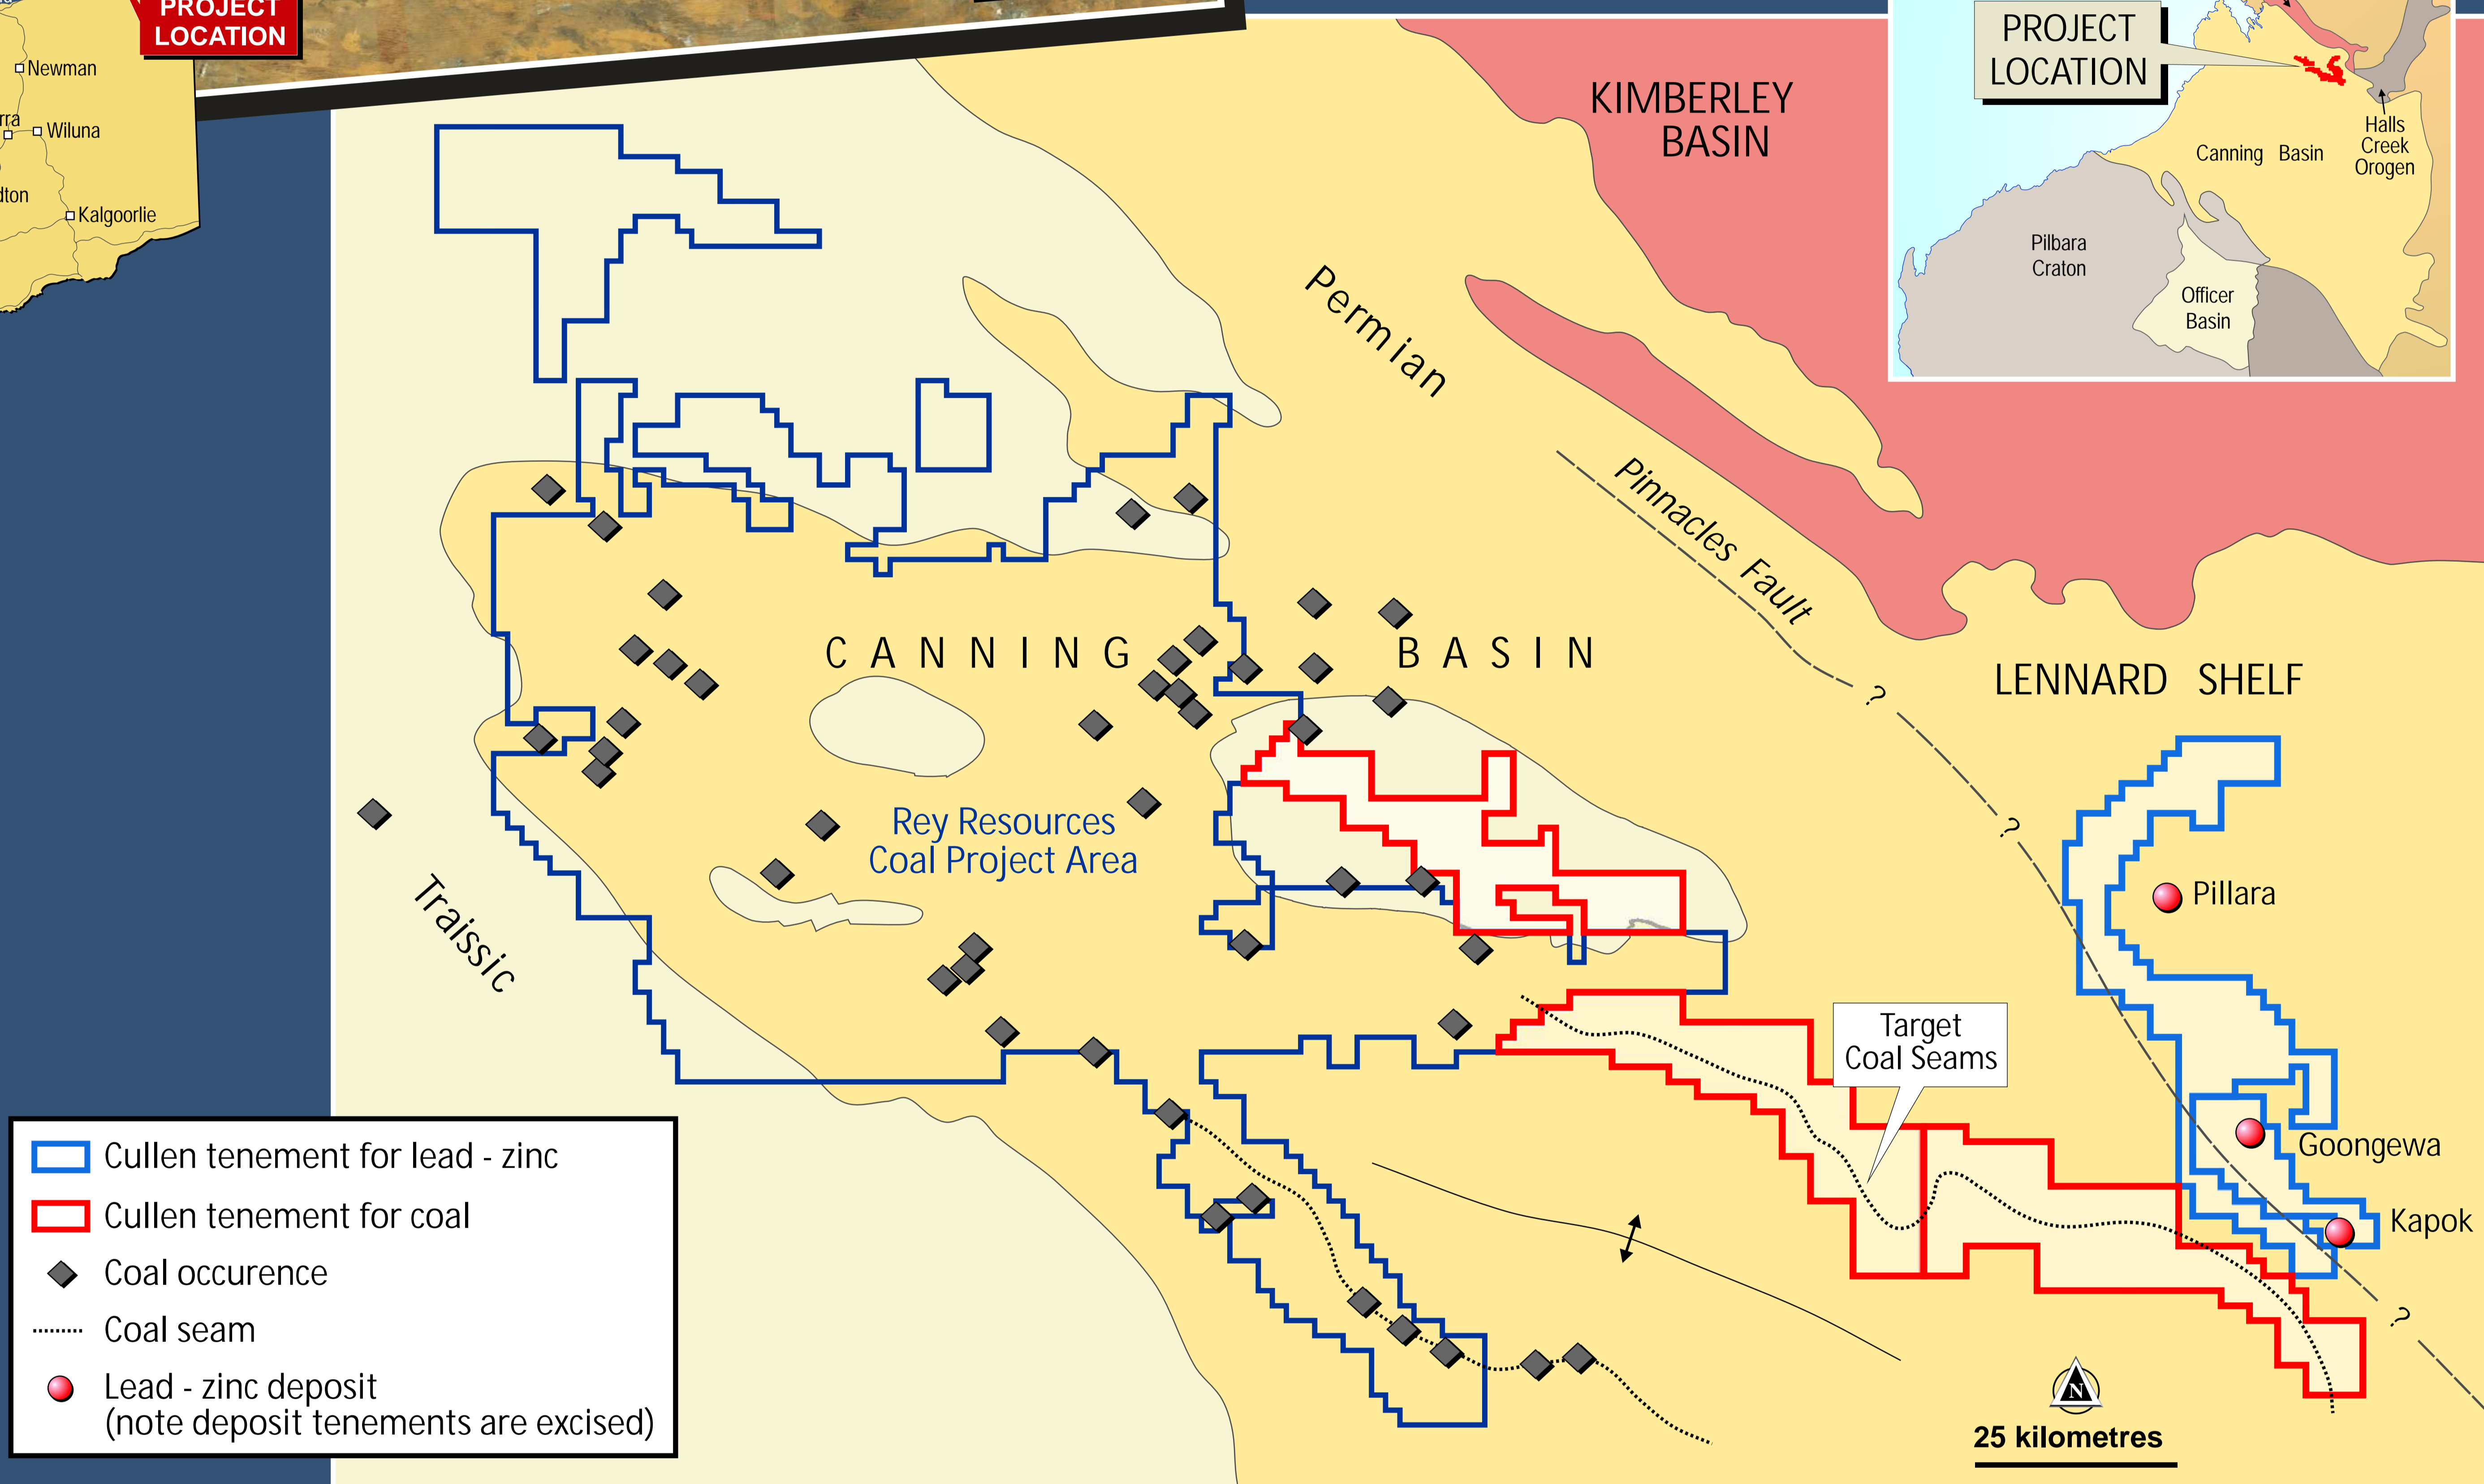 PROJECT
LOCATION
Newman
Wiluna
Kalgoorlie
PROJECT
LOCATION
Halls
Creek
Orogen
Canning Basin
Pilbara
Craton
Officer
Basin
KIMBERLEY
BASIN
Permian
Pinnacles Fault
?
?
?
CANNING BASIN
LENNARD SHELF
Rey Resources
Coal Project Area
Traissic
Pillara
Target
Coal Seams
Goongewa
Kapok
Cullen tenement for lead - zinc
Cullen tenement for coal
Coal occurence
Coal seam
Lead - zinc deposit
(note deposit tenements are excised)
N
25 kilometres